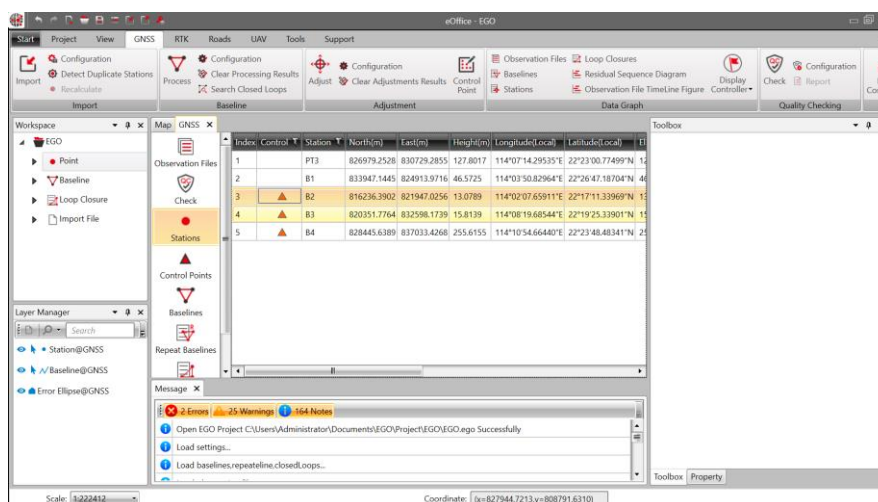 eOffice - EGO
Start Project View GNSS RTK Roads UAV Tools Support
Import
Configuration
Detect Duplicate Stations
Recalculate
Import
Process
Configuration
Clear Processing Results
Search Closed Loops
Baseline
Adjust
Configuration
Clear Adjustments Results
Control Point
Adjustment
Observation Files Loop Closures
Baselines Residual Sequence Diagram
Stations Observation File TimeLine Figure
Display Controller
Data Graph
Check
Configuration
Report
Quality Checking
Workspace
EGO
Point
Baseline
Loop Closure
Import File
Layer Manager
Search
Station@GNSS
Baseline@GNSS
Error Ellipse@GNSS
Map GNSS
Observation Files
Check
Stations
Control Points
Baselines
Repeat Baselines
Index Control Station North(m) East(m) Height(m) Longitude(Local) Latitude(Local) El
1 PT3 826979.2528 830729.2855 127.8017 114°07'14.29535"E 22°23'00.77499"N 12
2 B1 833947.1445 824913.9716 46.5725 114°03'50.82964"E 22°26'47.18704"N 46
3 B2 816236.3902 821947.0256 13.0789 114°02'07.65911"E 22°17'11.33969"N 13
4 B3 820351.7764 832598.1739 15.8139 114°08'19.68544"E 22°19'25.33901"N 15
5 B4 828445.6389 837033.4268 255.6155 114°10'54.66440"E 22°23'48.48341"N 25
Message
2 Errors 25 Warnings 164 Notes
Open EGO Project C:\Users\Administrator\Documents\EGO\Project\EGO\EGO.ego Successfully
Load settings...
Load baselines,repeateline,closedLoops...
Toolbox
Toolbox Property
Scale: 1:222412
Coordinate: (x=827944.7213,y=808791.6310)